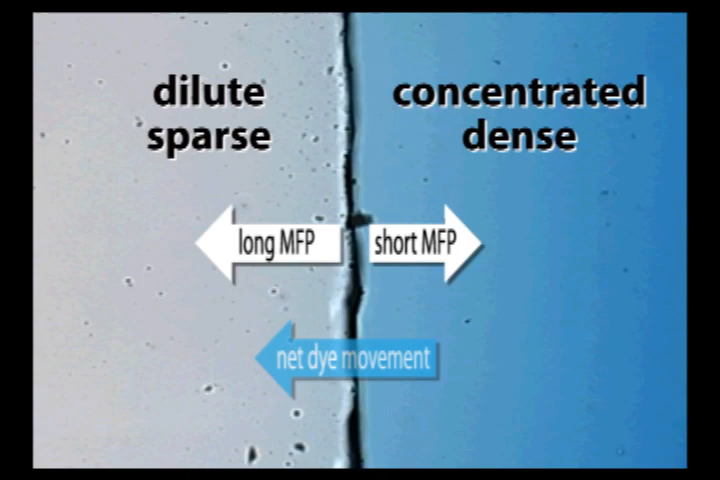 dilute
sparse
concentrated
dense
long MFP
short MFP
net dye movement